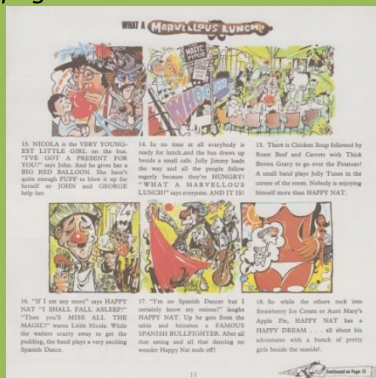 WHAT A MARVELLOUS LUNCH
MAGIC
WHOOSH
13. NICOLA is the VERY YOUNG-
EST LITTLE GIRL on the bus.
"I'VE GOT A PRESENT FOR
YOU!" says John. And he gives her a
BIG RED BALLOON. She hasn't
quite enough PUFF to blow it up for
herself so JOHN and GEORGE
help her.
14. In no time at all everybody is
ready for lunch and the bus draws up
beside a small cafe. Jolly Jimmy leads
the way and all the people follow
eagerly because they're HUNGRY!
"WHAT A MARVELLOUS
LUNCH!" says everyone. AND IT IS!
15. There is Chicken Soup followed by
Roast Beef and Carrots with Thick
Brown Gravy to go over the Potatoes!
A small band plays Jolly Tunes in the
corner of the room. Nobody is enjoying
himself more than HAPPY NAT.
16. "If I eat any more" says HAPPY
NAT "I SHALL FALL ASLEEP!"
"Then you'll MISS ALL THE
MAGIC!" warns Little Nicola. While
the waiters scurry away to get the
pudding, the band plays a very exciting
Spanish Dance.
17. "I'm no Spanish Dancer but I
certainly know my onions!" laughs
HAPPY NAT. Up he gets from the
table and becomes a FAMOUS
SPANISH BULLFIGHTER. After all
that eating and all that dancing no
wonder Happy Nat nods off!
18. So while the others tuck into
Strawberry Ice Cream or Aunt Mary's
Apple Pie, HAPPY NAT has a
HAPPY DREAM . . . all about his
adventures with a bunch of pretty
girls beside the seaside!.
11